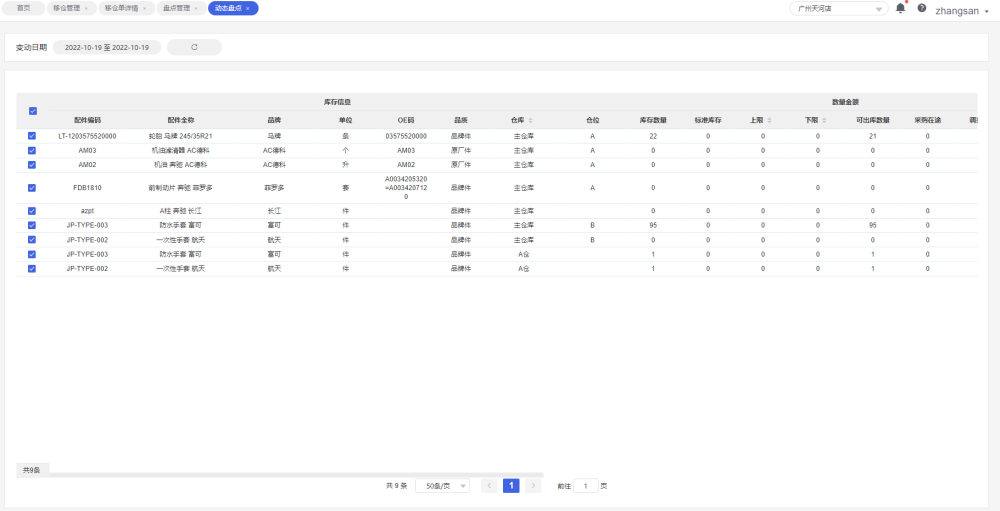 首页 移仓管理 × 移仓单详情 × 盘点管理 × 动态盘点 × 广州天河店 zhangsan
变动日期 2022-10-19 至 2022-10-19
库存信息 数量金额
配件编码 配件全称 品牌 单位 OE码 品质 仓库 仓位 库存数量 标准库存 上限 下限 可出库数量 采购在途
LT-1203575520000 轮胎 马牌 245/35R21 马牌 条 03575520000 品牌件 主仓库 A 22 0 0 0 21 0
AM03 机油滤清器 AC德科 AC德科 个 AM03 原厂件 主仓库 A 0 0 0 0 0 0
AM02 机油 奔驰 AC德科 AC德科 升 AM02 原厂件 主仓库 A 0 0 0 0 0 0
FDB1810 前制动片 奔驰 菲罗多 菲罗多 套 A0034205320=A0034207120 品牌件 主仓库 A 0 0 0 0 0 0
azpt A柱 奔驰 长江 长江 件 品牌件 主仓库 0 0 0 0 0 0
JP-TYPE-003 防水手套 富可 富可 件 品牌件 主仓库 B 95 0 0 0 95 0
JP-TYPE-002 一次性手套 航天 航天 件 品牌件 主仓库 B 0 0 0 0 0 0
JP-TYPE-003 防水手套 富可 富可 件 品牌件 A仓 1 0 0 0 1 0
JP-TYPE-002 一次性手套 航天 航天 件 品牌件 A仓 1 0 0 0 1 0
共9条
共 9 条 50条/页 1 前往 1 页